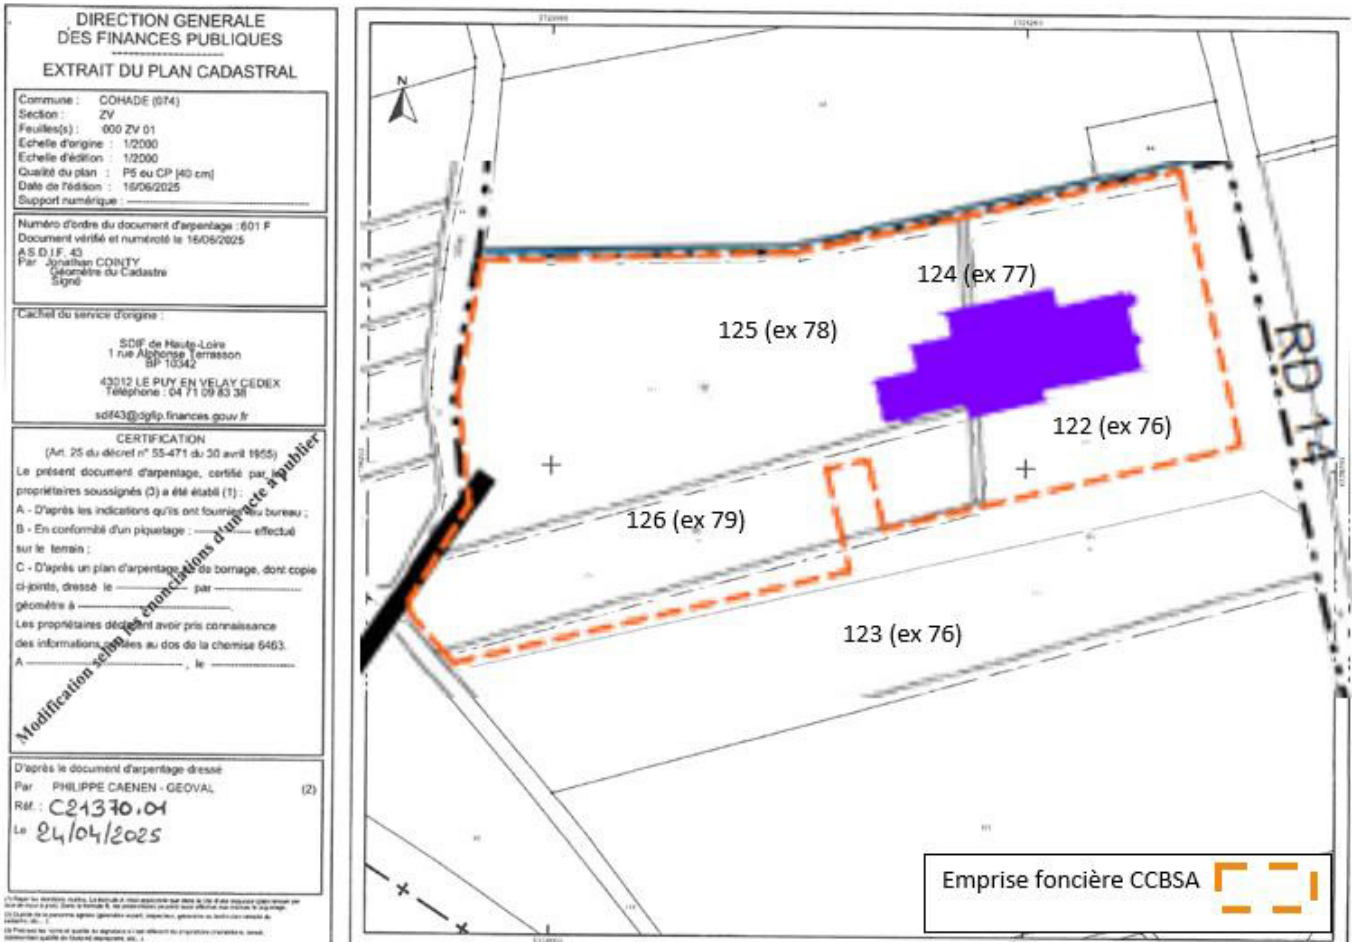 DIRECTION GENERALE
DES FINANCES PUBLIQUES
EXTRAIT DU PLAN CADASTRAL
Commune : COHADE (074)
Section : ZV
Feuilles(s) : 000 ZV 01
Echelle d'origine : 1/2000
Echelle d'édition : 1/2000
Qualité du plan : P5 ou CP [40 cm]
Date de l'édition : 16/06/2025
Support numérique :
Numéro d'ordre du document d'arpentage : 601 F
Document vérifié et numéroté le 16/06/2025
A.S.D.I.F. 43
Par Jonathan COINTY
Géomètre du Cadastre
Signé
Cachet du service d'origine :
SDIF de Haute-Loire
1 rue Alphonse Terrasson
BP 10342
43012 LE PUY EN VELAY CEDEX
Téléphone : 04 71 09 83 38
sdif43@dgfip.finances.gouv.fr
CERTIFICATION
(Art. 25 du décret n° 55-471 du 30 avril 1955)
Le présent document d'arpentage, certifié par les
propriétaires soussignés (3) a été établi (1) :
A - D'après les indications qu'ils ont fournies au bureau ;
B - En conformité d'un piquetage : effectué
sur le terrain ;
C - D'après un plan d'arpentage ou de bornage, dont copie
ci-jointe, dressé le par
géomètre à
Les propriétaires déclarent avoir pris connaissance
des informations portées au dos de la chemise 6463.
A , le
Modification selon les énonciations d'un acte à publier
D'après le document d'arpentage dressé
Par PHILIPPE CAENEN - GEOVAL (2)
Réf. : C21370.01
Le 24/04/2025
N
124 (ex 77)
125 (ex 78)
122 (ex 76)
126 (ex 79)
123 (ex 76)
RD 14
Emprise foncière CCBSA